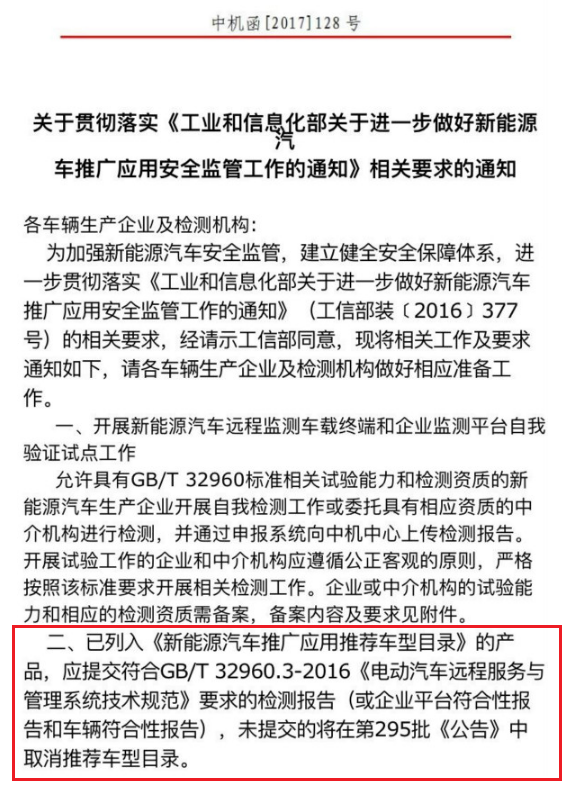 中机函[2017]128 号
关于贯彻落实《工业和信息化部关于进一步做好新能源
汽
车推广应用安全监管工作的通知》相关要求的通知
各车辆生产企业及检测机构：
为加强新能源汽车安全监管，建立健全安全保障体系，进
一步贯彻落实《工业和信息化部关于进一步做好新能源汽车
推广应用安全监管工作的通知》（工信部装﹝2016﹞377
号）的相关要求，经请示工信部同意，现将相关工作及要求
通知如下，请各车辆生产企业及检测机构做好相应准备工
作。
一、开展新能源汽车远程监测车载终端和企业监测平台自我
验证试点工作
允许具有GB/T 32960标准相关试验能力和检测资质的新
能源汽车生产企业开展自我检测工作或委托具有相应资质的中
介机构进行检测，并通过申报系统向中机中心上传检测报告。
开展试验工作的企业和中介机构应遵循公正客观的原则，严格
按照该标准要求开展相关检测工作。企业或中介机构的试验能
力和相应的检测资质需备案，备案内容及要求见附件。
二、已列入《新能源汽车推广应用推荐车型目录》的产
品，应提交符合GB/T 32960.3-2016《电动汽车远程服务与
管理系统技术规范》要求的检测报告（或企业平台符合性报
告和车辆符合性报告），未提交的将在第295批《公告》中
取消推荐车型目录。